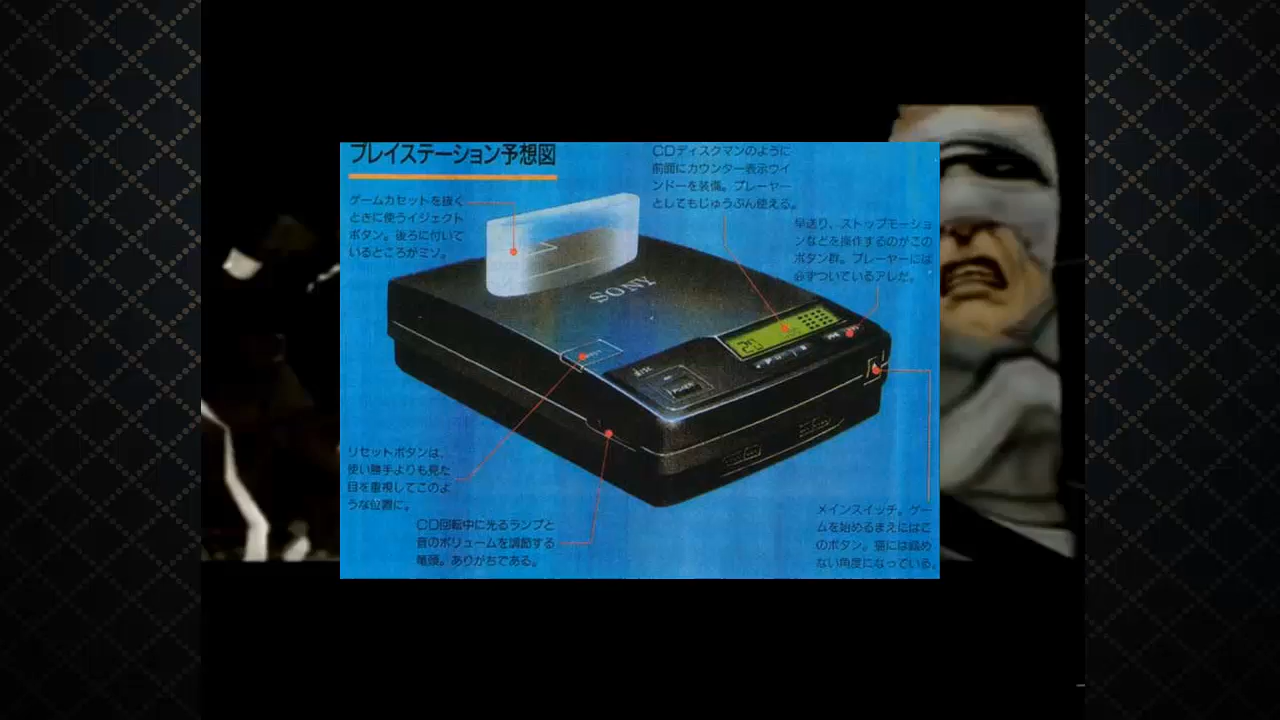 プレイステーション予想図
ゲームカセットを抜く
ときに使うイジェクト
ボタン。後ろに付いて
いるところがミソ。
CDディスクマンのように
前面にカウンター表示ウイ
ンドーを装備。プレーヤー
としてもじゅうぶん使える。
早送り、ストップモーショ
ンなどを操作するのがこの
ボタン群。プレーヤーには
必ずついているアレだ。
SONY
20
リセットボタンは、
使い勝手よりも見た
目を重視してこのよ
うな位置に。
CD回転中に光るランプと
音のボリュームを調節する
竜頭。ありがちである。
メインスイッチ。ゲー
ムを始めるまえにはこ
のボタン。猫には踏め
ない角度になっている。